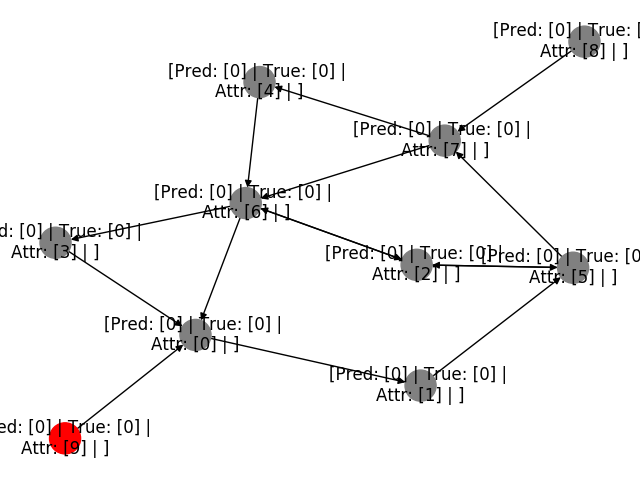 [Pred: [0] | True: [
Attr: [8] | ]
[Pred: [0] | True: [0] |
Attr: [4] | ]
[Pred: [0] | True: [0] |
Attr: [7] | ]
[Pred: [0] | True: [0] |
Attr: [6] | ]
ed: [0] | True: [0] |
Attr: [3] | ]
[Pred: [0] | True: [0] |
Attr: [2] | ]
[Pred: [0] | True: [0
Attr: [5] | ]
[Pred: [0] | True: [0] |
Attr: [0] | ]
[Pred: [0] | True: [0] |
Attr: [1] | ]
ed: [0] | True: [0] |
Attr: [9] | ]